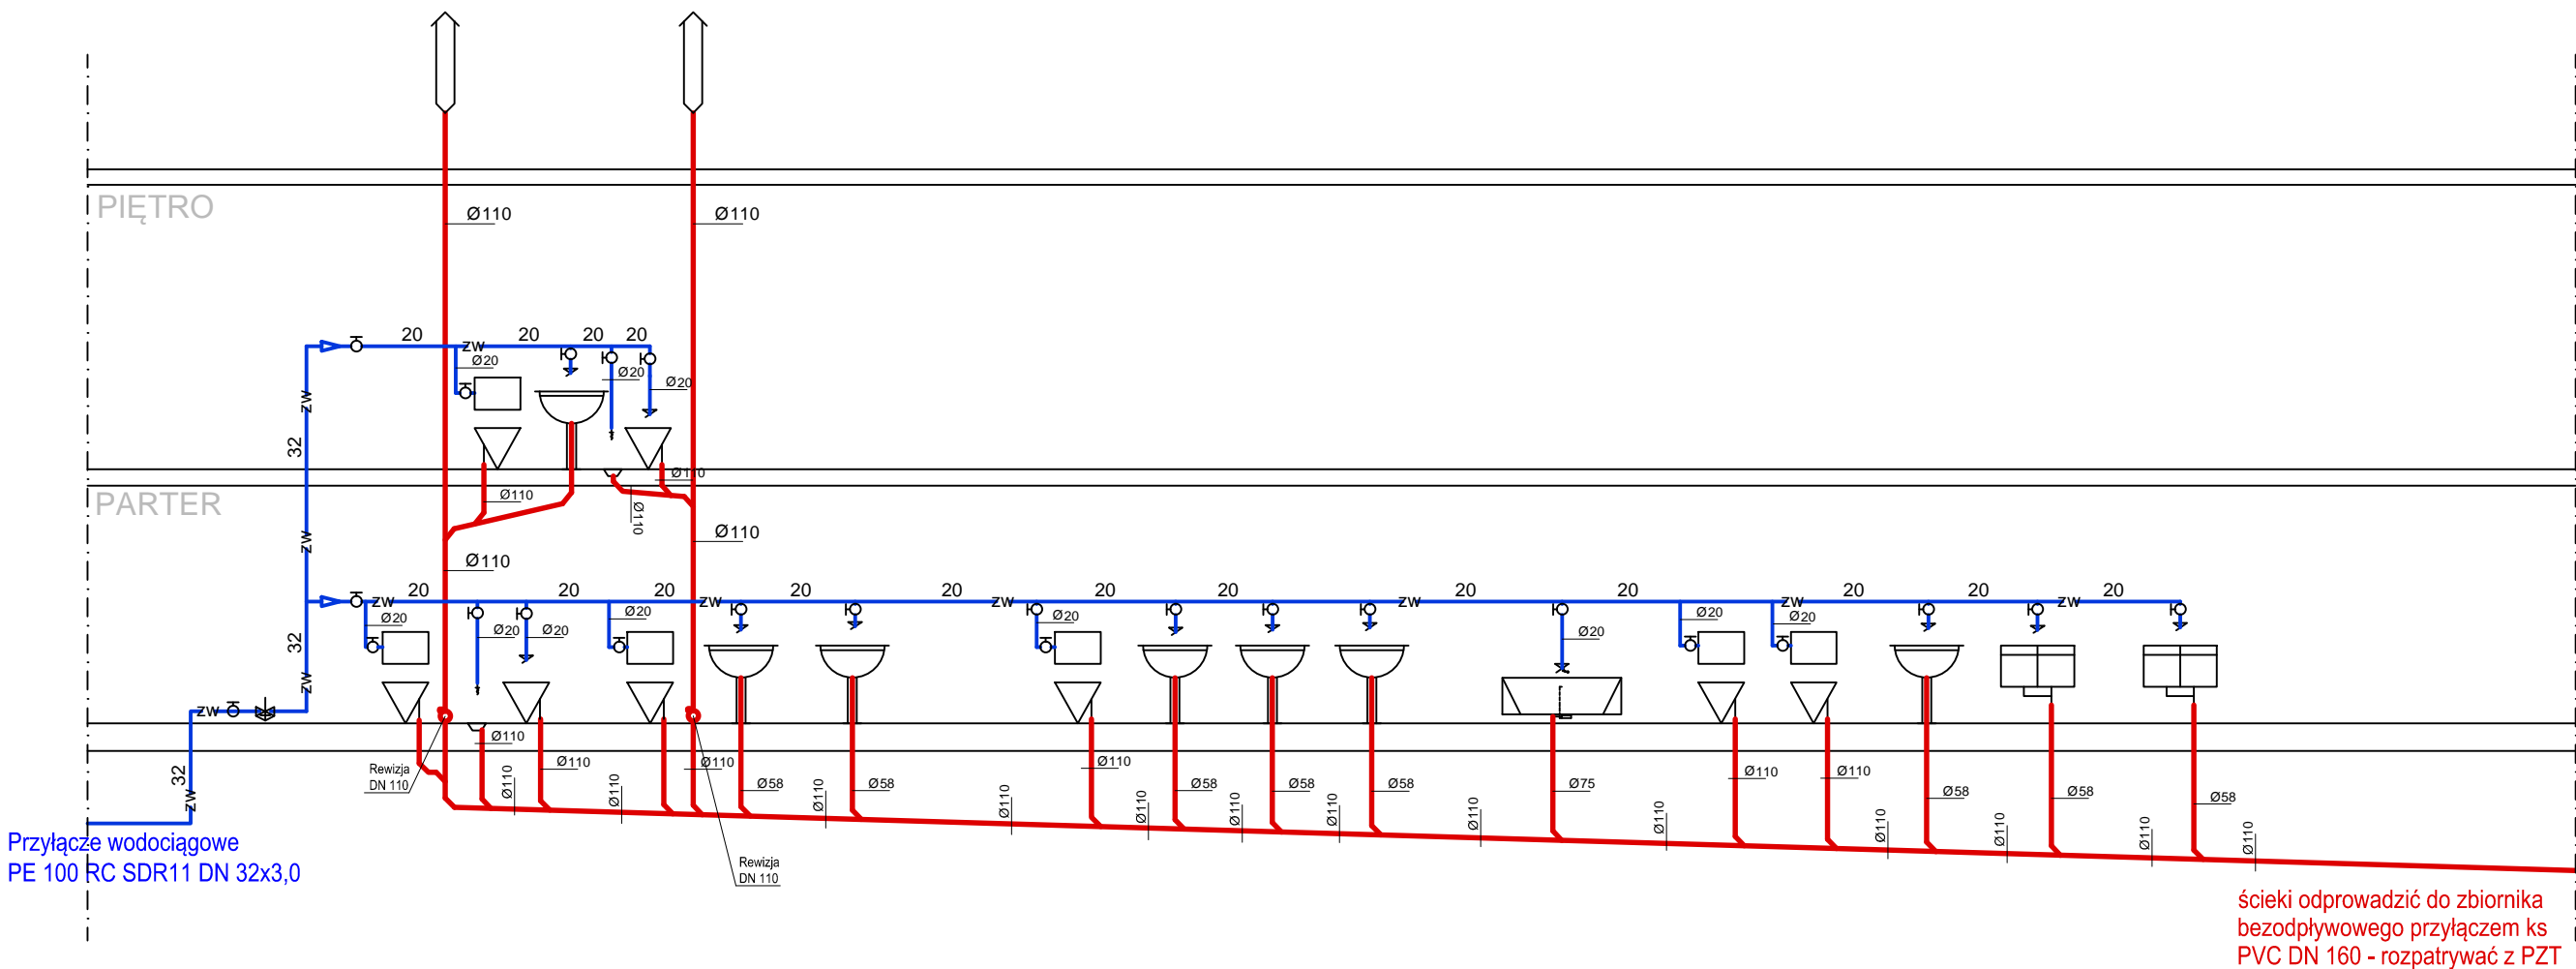 PIĘTRO
Ø110
Ø110
20
zw
20
20
20
Ø20
Ø20
Ø20
zw
32
Ø110
Ø110
Ø110
PARTER
zw
Ø110
Ø110
20
20
20
20
20
20
20
20
20
20
20
20
zw
zw
zw
zw
zw
zw
Ø20
Ø20
Ø20
Ø20
Ø20
Ø20
Ø20
Ø20
32
zw
zw
32
zw
Rewizja
DN 110
Ø110
Ø110
Ø110
Ø110
Ø110
Ø110
Ø58
Ø110
Ø58
Ø110
Ø110
Ø110
Ø58
Ø110
Ø58
Ø110
Ø58
Ø110
Ø75
Ø110
Ø110
Ø110
Ø110
Ø58
Ø110
Ø58
Ø110
Ø58
Ø110
Przyłącze wodociągowe
PE 100 RC SDR11 DN 32x3,0
Rewizja
DN 110
ścieki odprowadzić do zbiornika
bezodpływowego przyłączem ks
PVC DN 160 - rozpatrywać z PZT